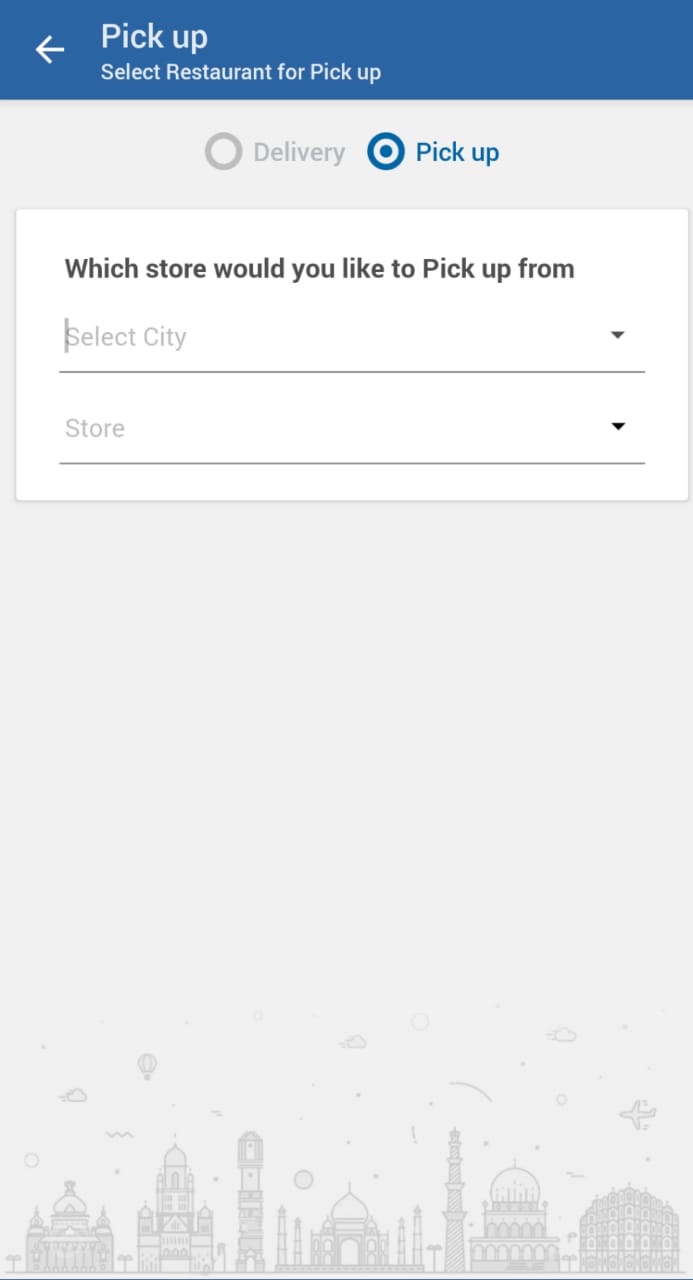 Pick up
Select Restaurant for Pick up
Delivery
Pick up
Which store would you like to Pick up from
Select City
Store